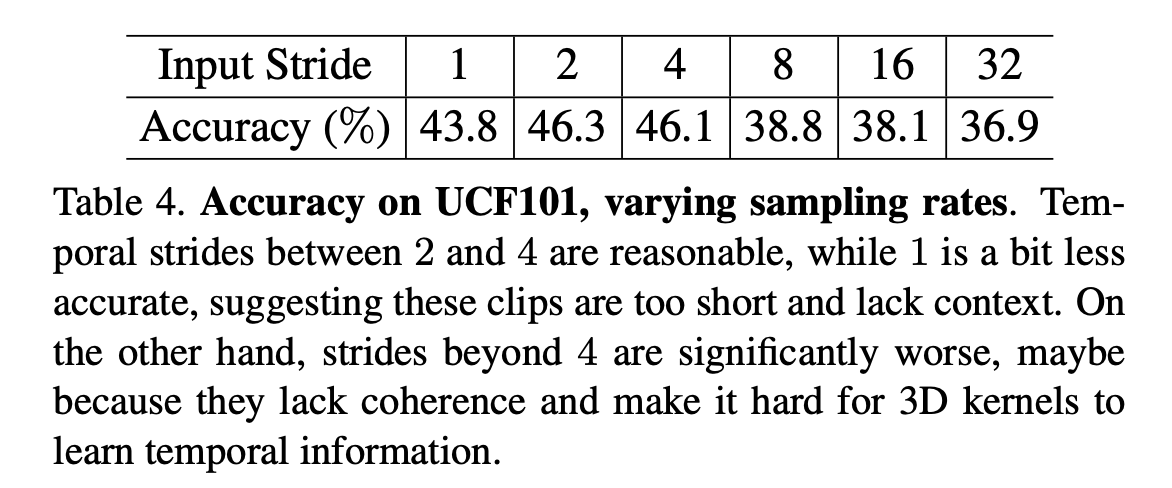 Input Stride 1 2 4 8 16 32
Accuracy (%) 43.8 46.3 46.1 38.8 38.1 36.9
Table 4. Accuracy on UCF101, varying sampling rates. Tem-
poral strides between 2 and 4 are reasonable, while 1 is a bit less
accurate, suggesting these clips are too short and lack context. On
the other hand, strides beyond 4 are significantly worse, maybe
because they lack coherence and make it hard for 3D kernels to
learn temporal information.